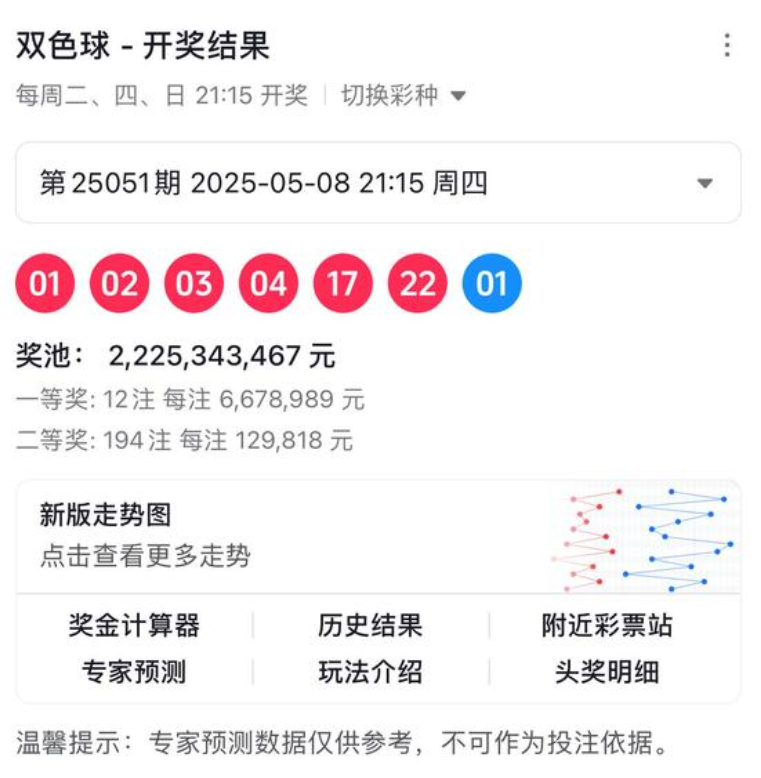 双色球 - 开奖结果
每周二、四、日 21:15 开奖 切换彩种
第25051期 2025-05-08 21:15 周四
01 02 03 04 17 22 01
奖池： 2,225,343,467 元
一等奖: 12注 每注 6,678,989 元
二等奖: 194注 每注 129,818 元
新版走势图
点击查看更多走势
奖金计算器 历史结果 附近彩票站
专家预测 玩法介绍 头奖明细
温馨提示：专家预测数据仅供参考，不可作为投注依据。